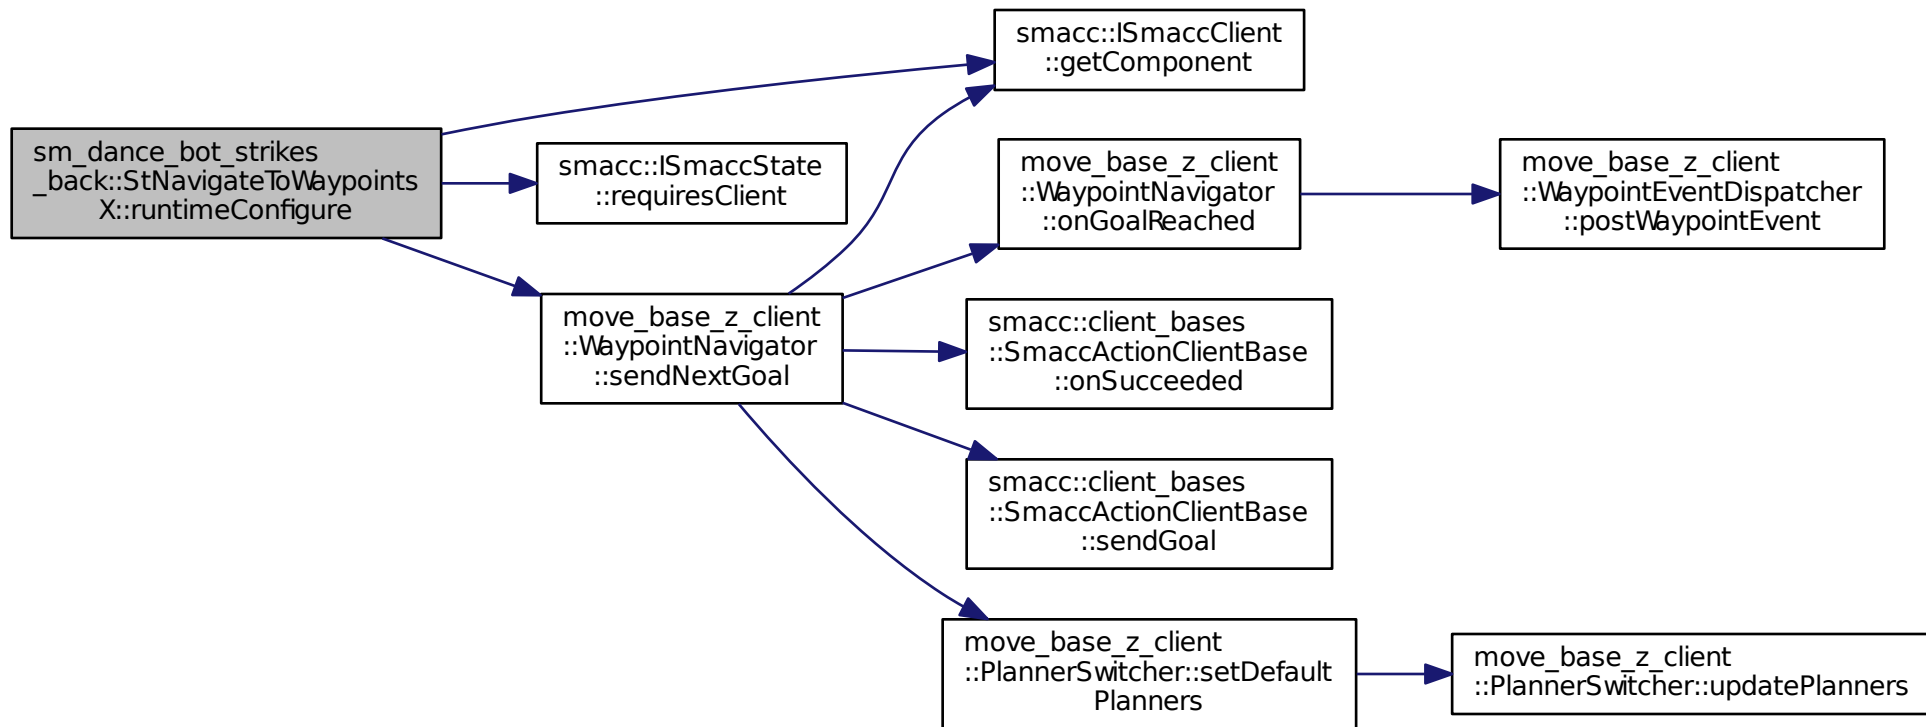 sm_dance_bot_strikes
_back::StNavigateToWaypoints
X::runtimeConfigure
smacc::ISmaccClient
::getComponent
smacc::ISmaccState
::requiresClient
move_base_z_client
::WaypointNavigator
::sendNextGoal
move_base_z_client
::WaypointNavigator
::onGoalReached
move_base_z_client
::WaypointEventDispatcher
::postWaypointEvent
smacc::client_bases
::SmaccActionClientBase
::onSucceeded
smacc::client_bases
::SmaccActionClientBase
::sendGoal
move_base_z_client
::PlannerSwitcher::setDefault
Planners
move_base_z_client
::PlannerSwitcher::updatePlanners